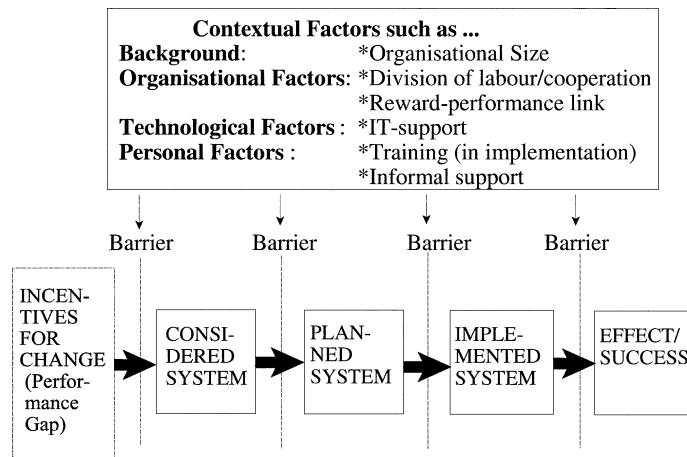 Contextual Factors such as ...
Background: *Organisational Size
Organisational Factors: *Division of labour/cooperation
*Reward-performance link
Technological Factors : *IT-support
Personal Factors : *Training (in implementation)
*Informal support
Barrier Barrier Barrier Barrier
INCEN-
TIVES
FOR
CHANGE
(Perfor-
mance
Gap)
CONSI-
DERED
SYSTEM
PLAN-
NED
SYSTEM
IMPLE-
MENTED
SYSTEM
EFFECT/
SUCCESS